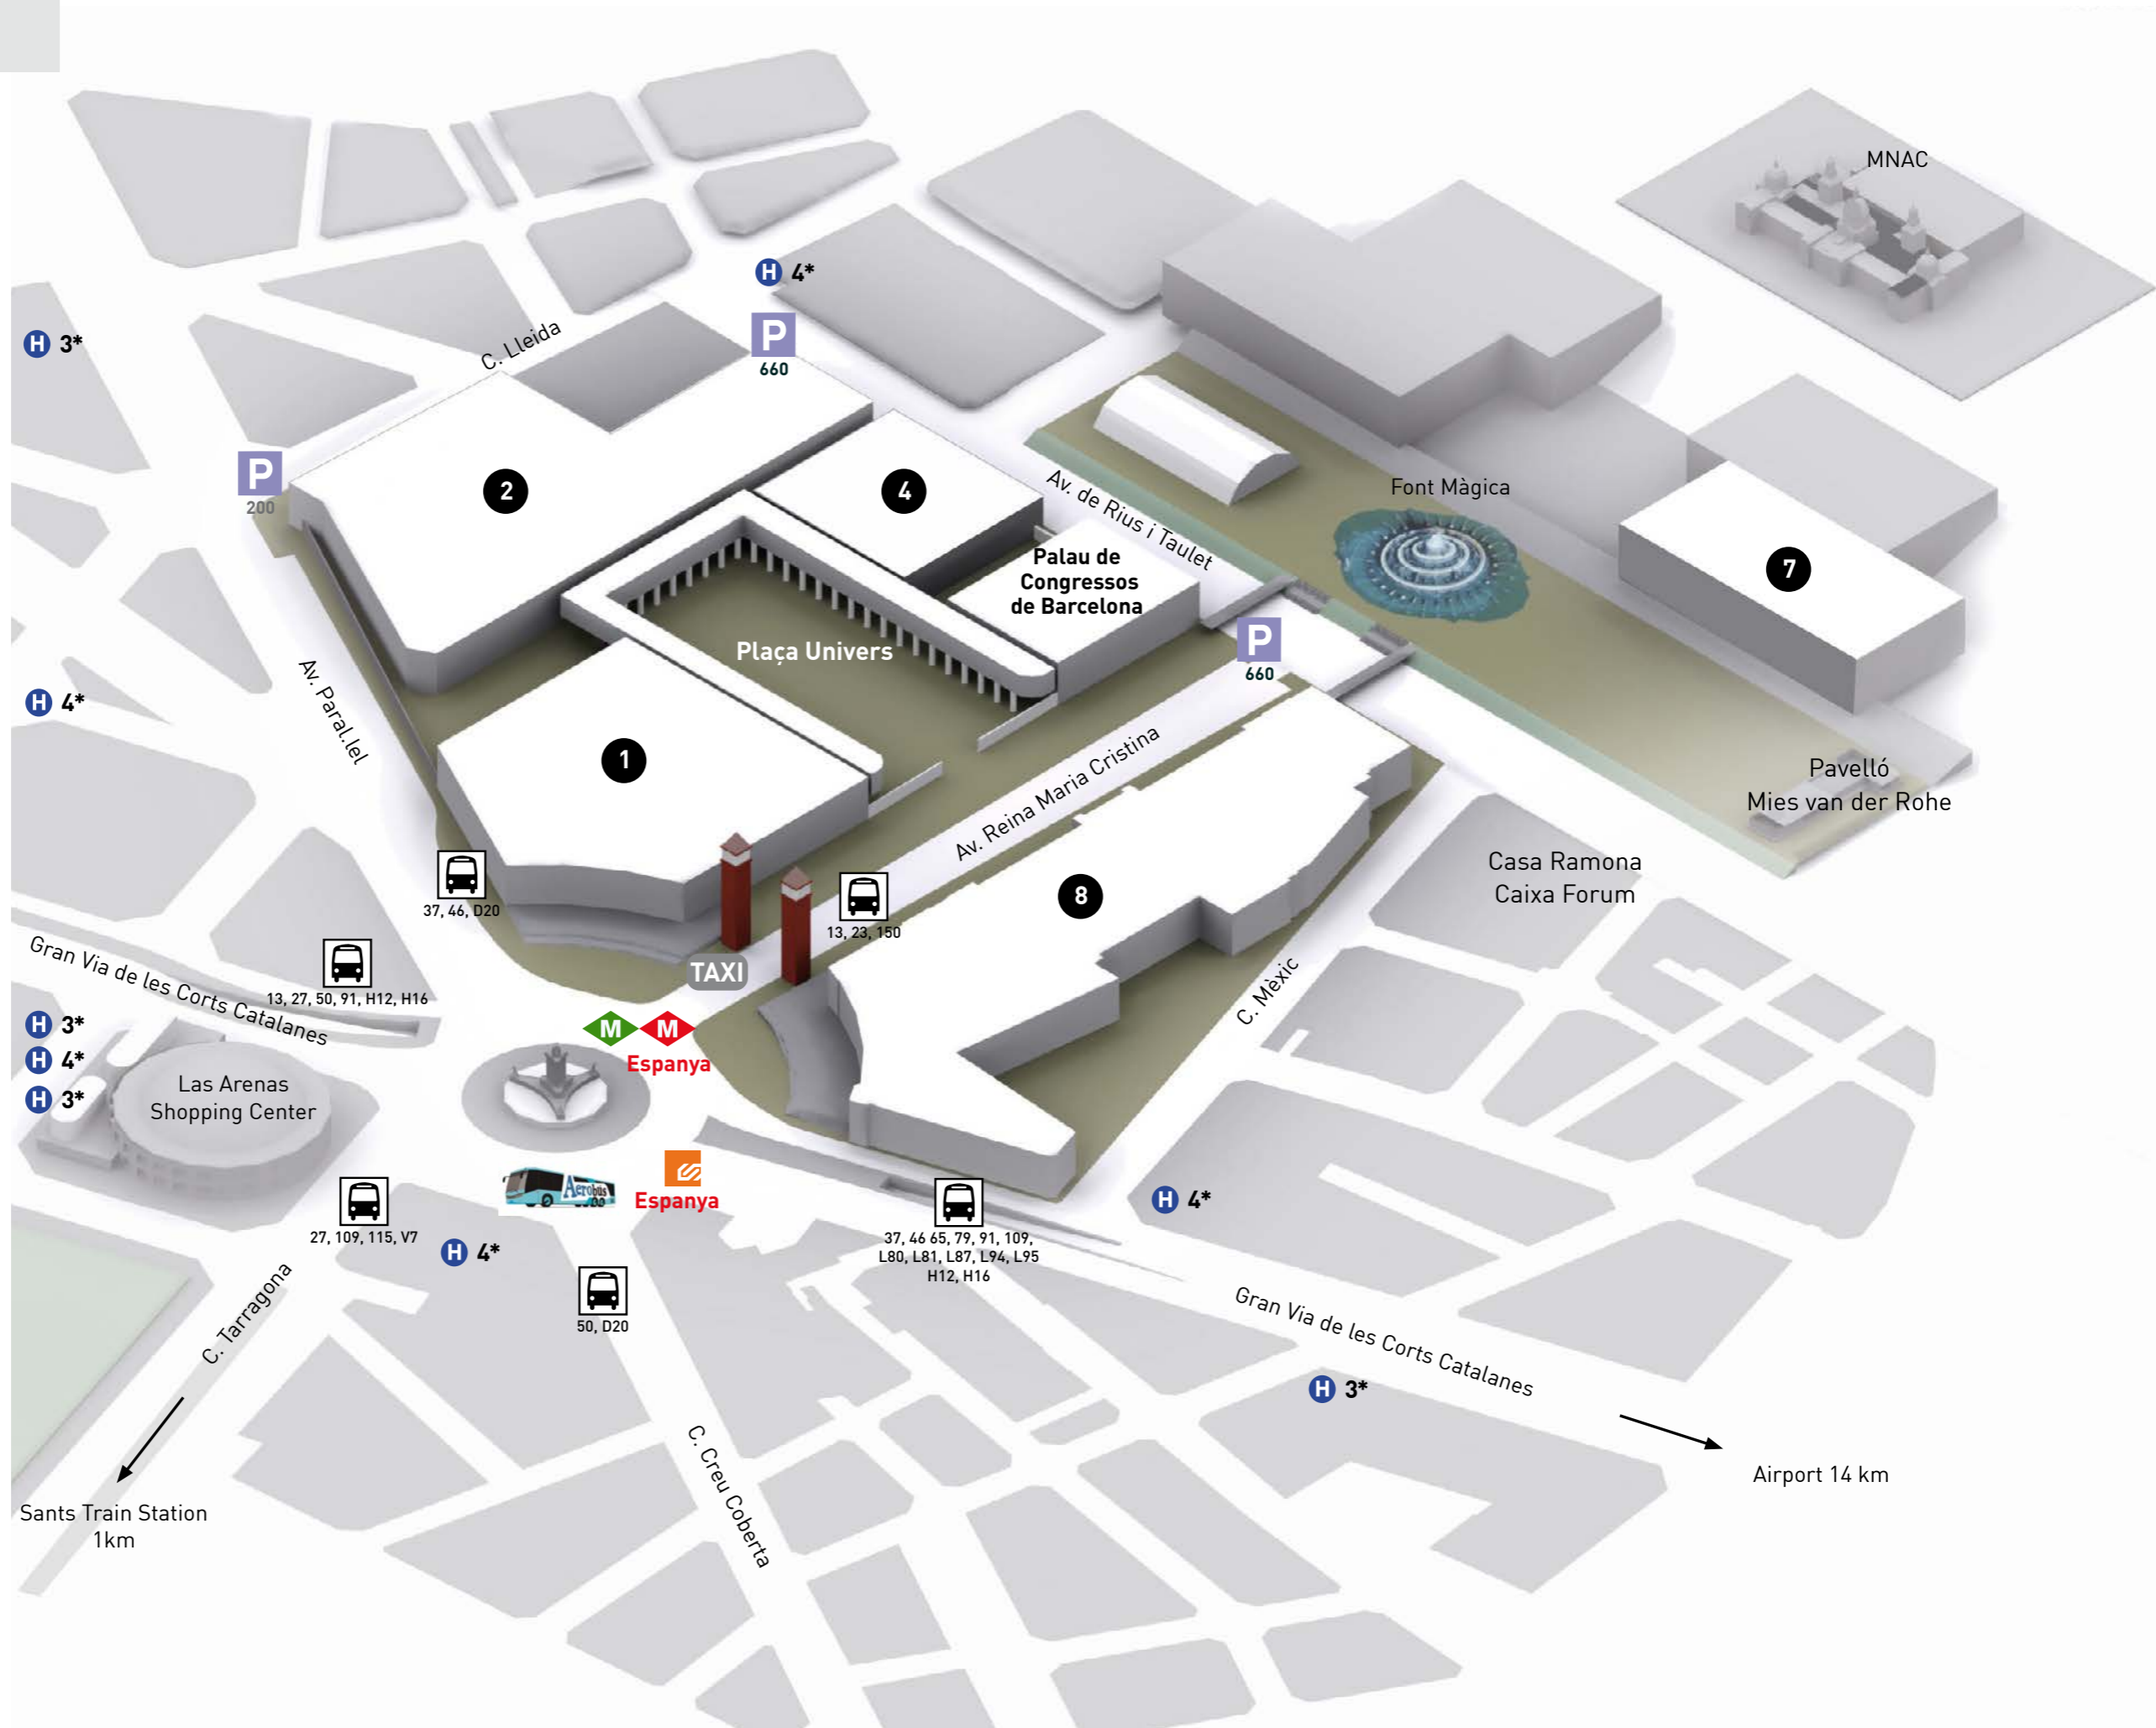 MNAC
H 4*
P
660
H 3*
C. Lleida
P
200
2
4
Av. de Rius i Taulet
Font Màgica
7
Palau de
Congressos
de Barcelona
Plaça Univers
P
660
H 4*
Av. Paral.lel
1
Av. Reina Maria Cristina
Pavelló
Mies van der Rohe
Casa Ramona
Caixa Forum
8
37, 46, D20
13, 23, 150
TAXI
Gran Via de les Corts Catalanes
13, 27, 50, 91, H12, H16
C. Mèxic
H 3*
H 4*
H 3*
M M
Espanya
Las Arenas
Shopping Center
Aerobús
Espanya
27, 109, 115, V7
H 4*
50, D20
37, 46 65, 79, 91, 109,
L80, L81, L87, L94, L95
H12, H16
H 4*
Gran Via de les Corts Catalanes
C. Tarragona
H 3*
C. Creu Coberta
Airport 14 km
Sants Train Station
1km